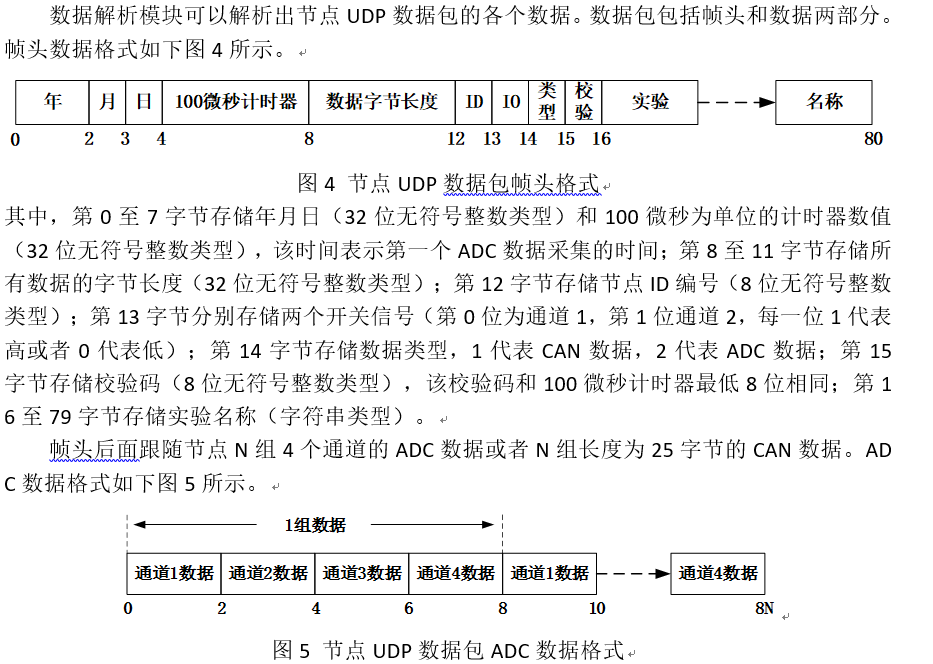 数据解析模块可以解析出节点 UDP 数据包的各个数据。数据包包括帧头和数据两部分。
帧头数据格式如下图 4 所示。
年 月 日 100微秒计时器 数据字节长度 ID IO 类型 校验 实验 名称
0 2 3 4 8 12 13 14 15 16 80
图 4 节点 UDP 数据包帧头格式
其中，第 0 至 7 字节存储年月日（32 位无符号整数类型）和 100 微秒为单位的计时器数值
（32 位无符号整数类型），该时间表示第一个 ADC 数据采集的时间；第 8 至 11 字节存储所
有数据的字节长度（32 位无符号整数类型）；第 12 字节存储节点 ID 编号（8 位无符号整数
类型）；第 13 字节分别存储两个开关信号（第 0 位为通道 1，第 1 位通道 2，每一位 1 代表
高或者 0 代表低）；第 14 字节存储数据类型，1 代表 CAN 数据，2 代表 ADC 数据；第 15
字节存储校验码（8 位无符号整数类型），该校验码和 100 微秒计时器最低 8 位相同；第 1
6 至 79 字节存储实验名称（字符串类型）。
帧头后面跟随节点 N 组 4 个通道的 ADC 数据或者 N 组长度为 25 字节的 CAN 数据。AD
C 数据格式如下图 5 所示。
1组数据
通道1数据 通道2数据 通道3数据 通道4数据 通道1数据 通道4数据
0 2 4 6 8 10 8N
图 5 节点 UDP 数据包 ADC 数据格式